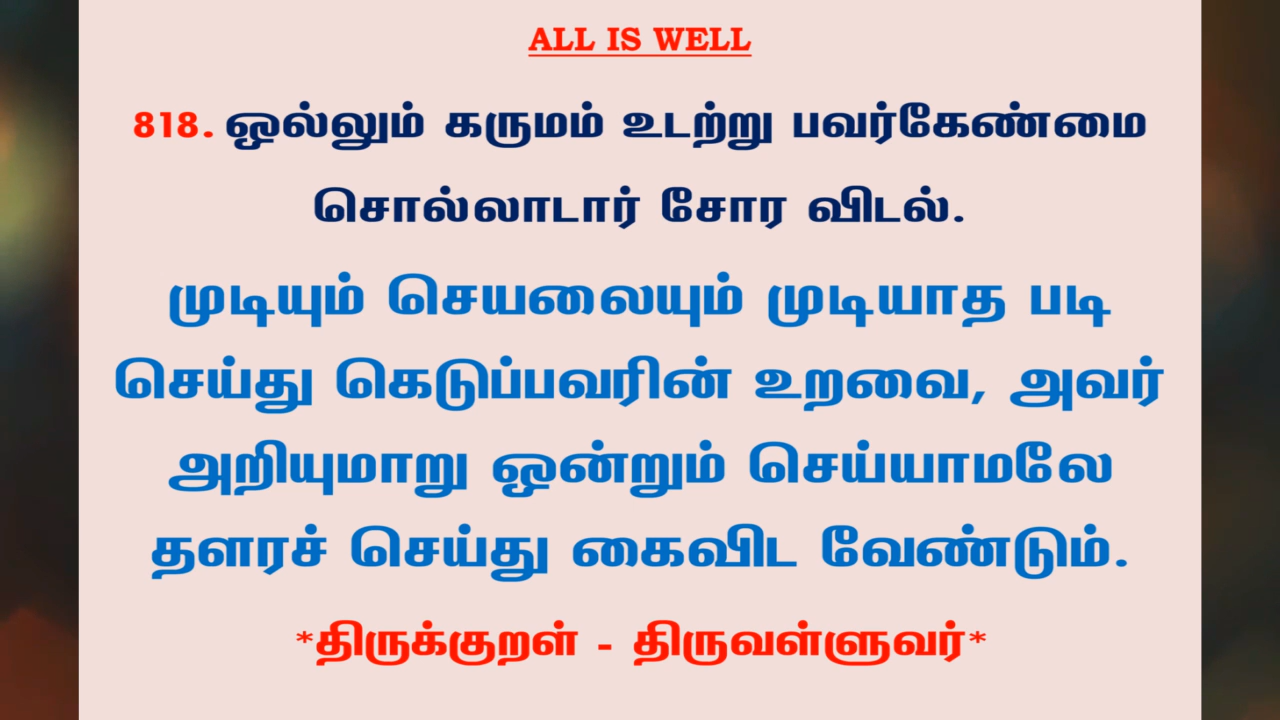 ALL IS WELL
818. ஒல்லும் கருமம் உடற்று பவர்கேண்மை
சொல்லாடார் சோர விடல்.
முடியும் செயலையும் முடியாத படி
செய்து கெடுப்பவரின் உறவை, அவர்
அறியுமாறு ஒன்றும் செய்யாமலே
தளரச் செய்து கைவிட வேண்டும்.
*திருக்குறள் - திருவள்ளுவர்*